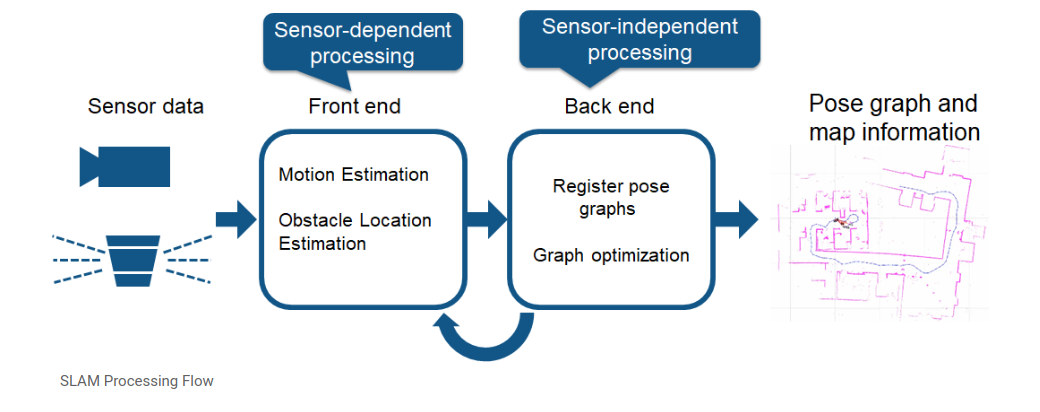 Sensor-dependent
processing
Sensor-independent
processing
Sensor data
Front end
Back end
Pose graph and
map information
Motion Estimation
Obstacle Location
Estimation
Register pose
graphs
Graph optimization
SLAM Processing Flow